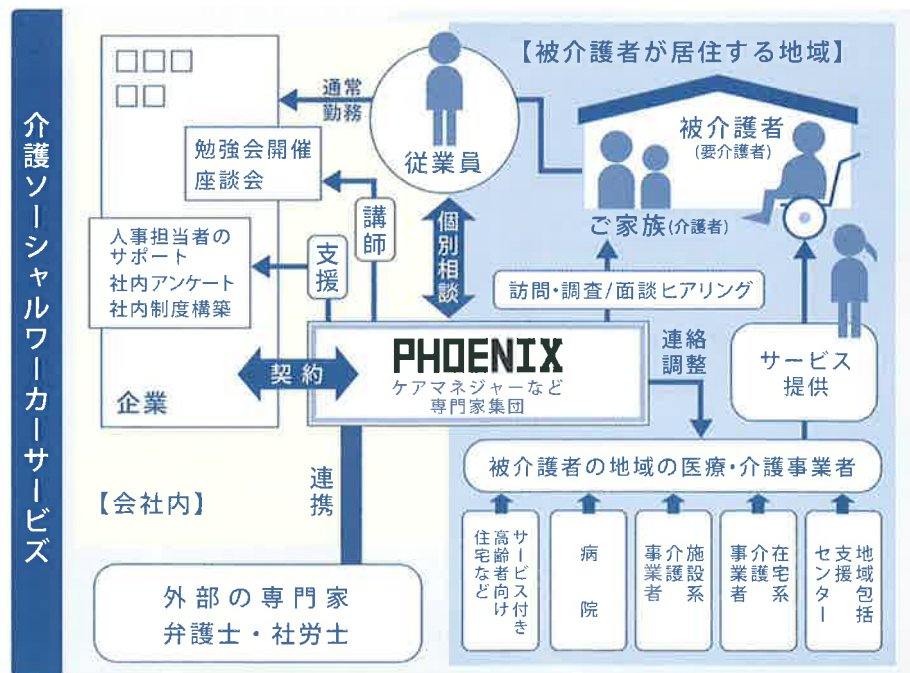 介護ソーシャルワーカーサービズ
通常
勤務
従業員
【被介護者が居住する地域】
被介護者
(要介護者)
ご家族(介護者)
勉強会開催
座談会
講師
支援
個別相談
人事担当者の
サポート
社内アンケート
社内制度構築
訪問・調査/面談ヒアリング
企業
契約
PHOENIX
ケアマネジャーなど
専門家集団
連絡
調整
サービス
提供
被介護者の地域の医療・介護事業者
【会社内】
連携
サービス付き
高齢者向け
住宅など
病院
施設系
介護
事業者
在宅系
介護
事業者
地域包括
支援
センター
外部の専門家
弁護士・社労士